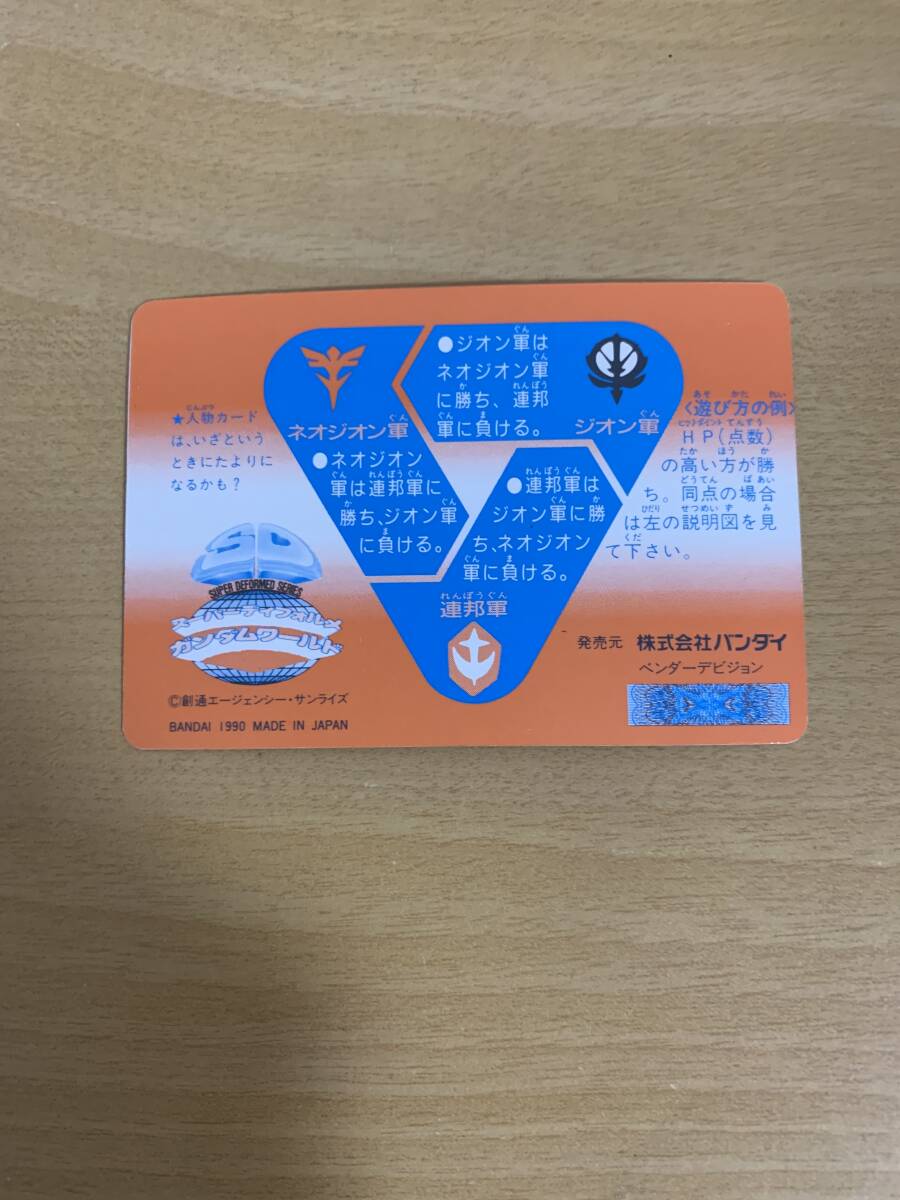 ★人物カード
は、いざという
ときにたよりに
なるかも？
ネオジオン軍
●ネオジオン
軍は連邦軍に
勝ち、ジオン軍
に負ける。
●ジオン軍は
ネオジオン軍
に勝ち、連邦
軍に負ける。
ジオン軍
●連邦軍は
ジオン軍に勝
ち、ネオジオン
軍に負ける。
連邦軍
〈遊び方の例〉
HP(点数)
の高い方が勝
ち。同点の場合
は左の説明図を見
て下さい。
SD
SUPER DEFORMED SERIES
スーパーディフォルメ
ガンダムワールド
©創通エージェンシー・サンライズ
BANDAI 1990 MADE IN JAPAN
発売元 株式会社バンダイ
ベンダーデビジョン